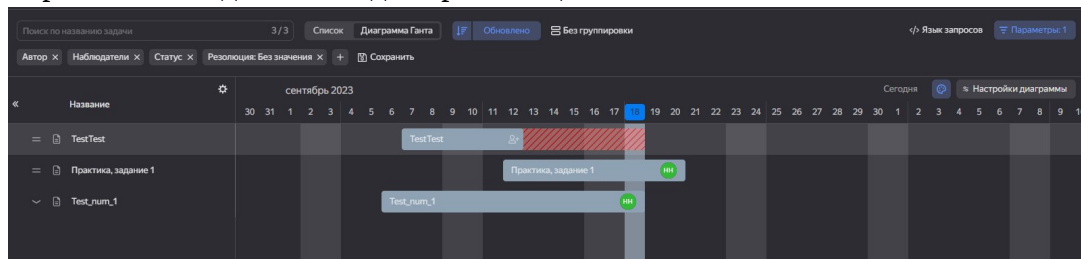 Поиск по названию задачи 3/3 Список Диаграмма Ганта Обновлено Без группировки </> Язык запросов Параметры: 1
Автор × Наблюдатели × Статус × Резолюция: Без значения × + Сохранить
сентябрь 2023 Сегодня Настройки диаграммы
« Название
30 31 1 2 3 4 5 6 7 8 9 10 11 12 13 14 15 16 17 18 19 20 21 22 23 24 25 26 27 28 29 30 1 2 3 4 5 6 7 8 9
TestTest TestTest
Практика, задание 1 Практика, задание 1 НН
Test_num_1 Test_num_1 НН